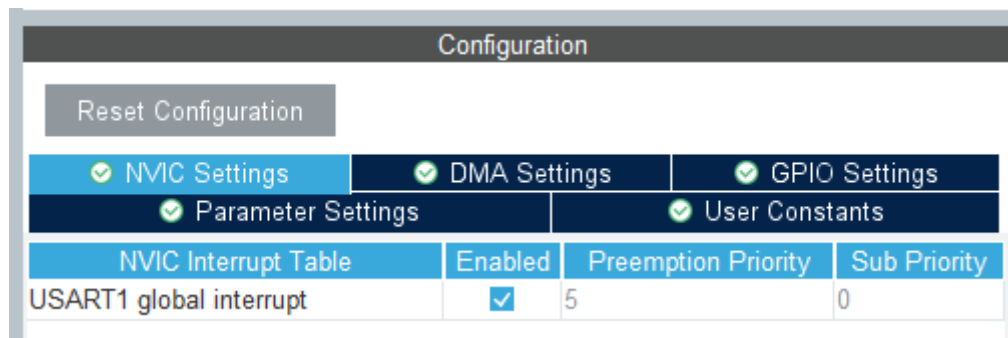 Configuration
Reset Configuration
NVIC Settings DMA Settings GPIO Settings
Parameter Settings User Constants
NVIC Interrupt Table Enabled Preemption Priority Sub Priority
USART1 global interrupt 5 0